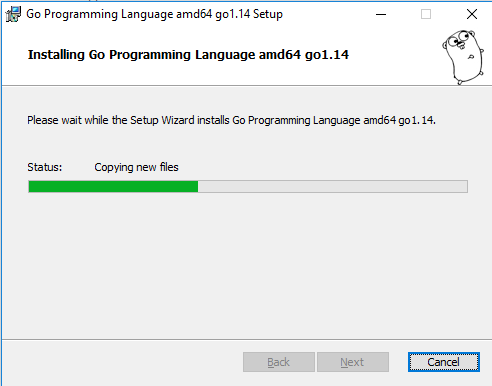 Go Programming Language amd64 go1.14 Setup
Installing Go Programming Language amd64 go1.14
Please wait while the Setup Wizard installs Go Programming Language amd64 go1.14.
Status: Copying new files
Back Next Cancel